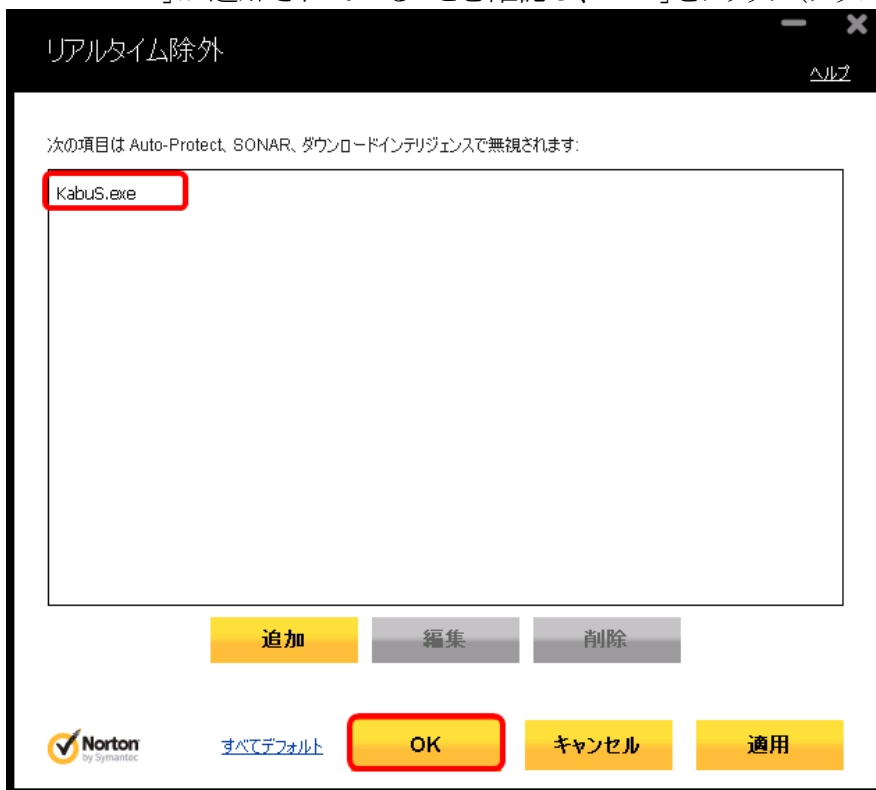 リアルタイム除外
ヘルプ
次の項目は Auto-Protect、SONAR、ダウンロードインテリジェンスで無視されます:
KabuS.exe
追加 編集 削除
Norton
by Symantec
すべてデフォルト OK キャンセル 適用